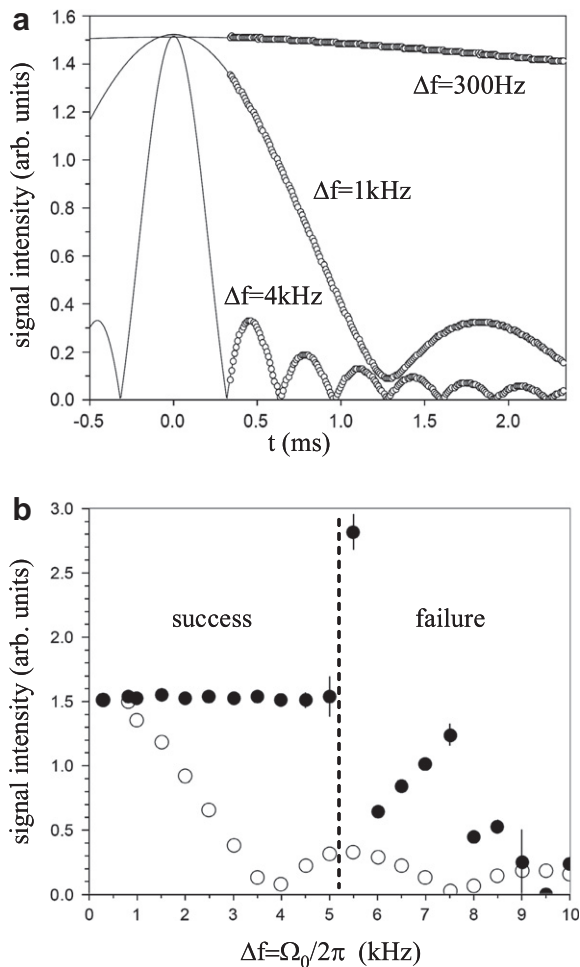 a
1.6
1.4
1.2
1.0
0.8
0.6
0.4
0.2
0.0
signal intensity (arb. units)
Δf=300Hz
Δf=1kHz
Δf=4kHz
-0.5 0.0 0.5 1.0 1.5 2.0
t (ms)
b
3.0
2.5
2.0
1.5
1.0
0.5
0.0
signal intensity (arb. units)
success failure
0 1 2 3 4 5 6 7 8 9 10
Δf=Ω₀/2π (kHz)